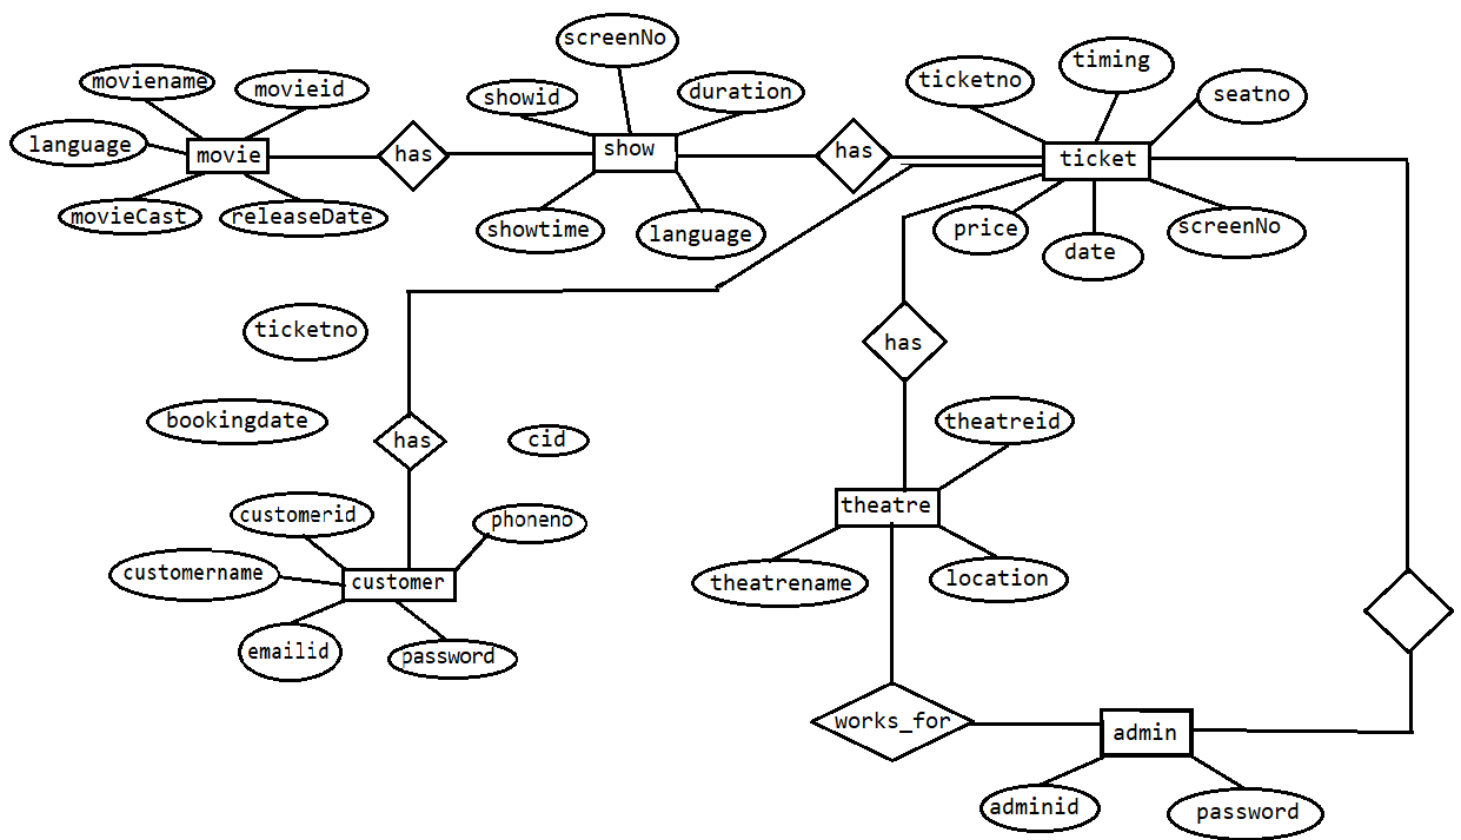 screenNo
moviename
movieid
showid
duration
ticketno
timing
seatno
language
movie
has
show
has
ticket
movieCast
releaseDate
showtime
language
price
date
screenNo
ticketno
has
bookingdate
has
cid
theatreid
customerid
phoneno
theatre
customername
customer
theatrename
location
emailid
password
works_for
admin
adminid
password